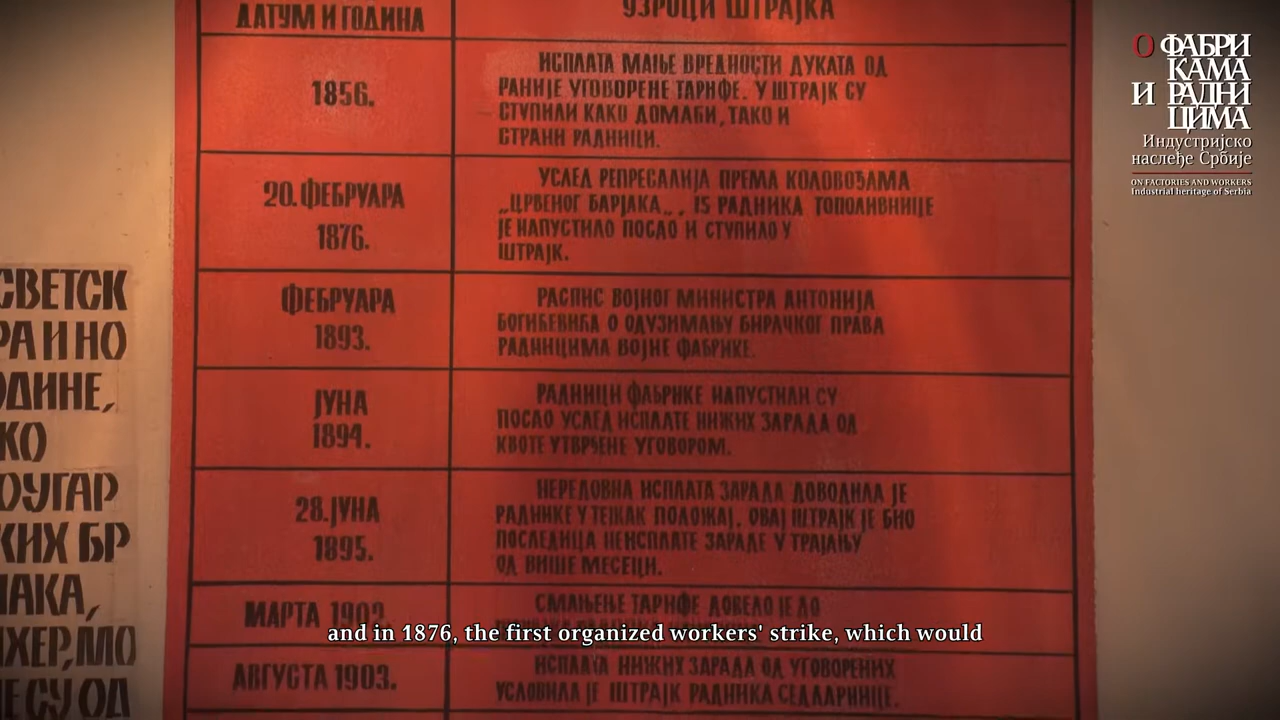 ДАТУМ И ГОДИНА
УЗРОЦИ ШТРАЈКА
1856.
ИСПЛАТА МАЊЕ ВРЕДНОСТИ ДУКАТА ОД
РАНИЈЕ УГОВОРЕНЕ ТАРИФЕ. У ШТРАЈК СУ
СТУПИЛИ КАКО ДОМАЋИ, ТАКО И
СТРАНИ РАДНИЦИ.
20. ФЕБРУАРА
1876.
УСЛЕД РЕПРЕСАЛИЈА ПРЕМА КОЛОВОЂАМА
„ЦРВЕНОГ БАРЈАКА„, 15 РАДНИКА ТОПОЛИВНИЦЕ
ЈЕ НАПУСТИЛО ПОСАО И СТУПИЛО У
ШТРАЈК.
ФЕБРУАРА
1893.
РАСПИС ВОЈНОГ МИНИСТРА АНТОНИЈА
БОГИЋЕВИЋА О ОДУЗИМАЊУ БИРАЧКОГ ПРАВА
РАДНИЦИМА ВОЈНЕ ФАБРИКЕ.
ЈУНА
1894.
РАДНИЦИ ФАБРИКЕ НАПУСТИЛИ СУ
ПОСАО УСЛЕД ИСПЛАТЕ НИЖИХ ЗАРАДА ОД
КВОТЕ УТВРЂЕНЕ УГОВОРОМ.
28. ЈУНА
1895.
НЕРЕДОВНА ИСПЛАТА ЗАРАДА ДОВОДИЛА ЈЕ
РАДНИКЕ У ТЕЖАК ПОЛОЖАЈ. ОВАЈ ШТРАЈК ЈЕ БИО
ПОСЛЕДИЦА НЕИСПЛАТЕ ЗАРАДЕ У ТРАЈАЊУ
ОД ВИШЕ МЕСЕЦИ.
МАРТА
СМАЊЕЊЕ ТАРИФЕ ДОВЕЛО ЈЕ ДО
АВГУСТА 1903.
ИСПЛАТА НИЖИХ ЗАРАДА ОД УГОВОРЕНИХ
УСЛОВИЛА ЈЕ ШТРАЈК РАДНИКА СЕДЛАРНИЦЕ.
СВЕТСК
РА И НО
ОДИНЕ,
КО
ОУГАР
КИХ БР
ЈАКА,
ХЕР, МО
ЊЕ СУ ОД
О ФАБРИ
КАМА
И РАДНИ
ЦИМА
Индустријско
наслеђе Србије
ON FACTORIES AND WORKERS
Industrial heritage of Serbia
and in 1876, the first organized workers' strike, which would